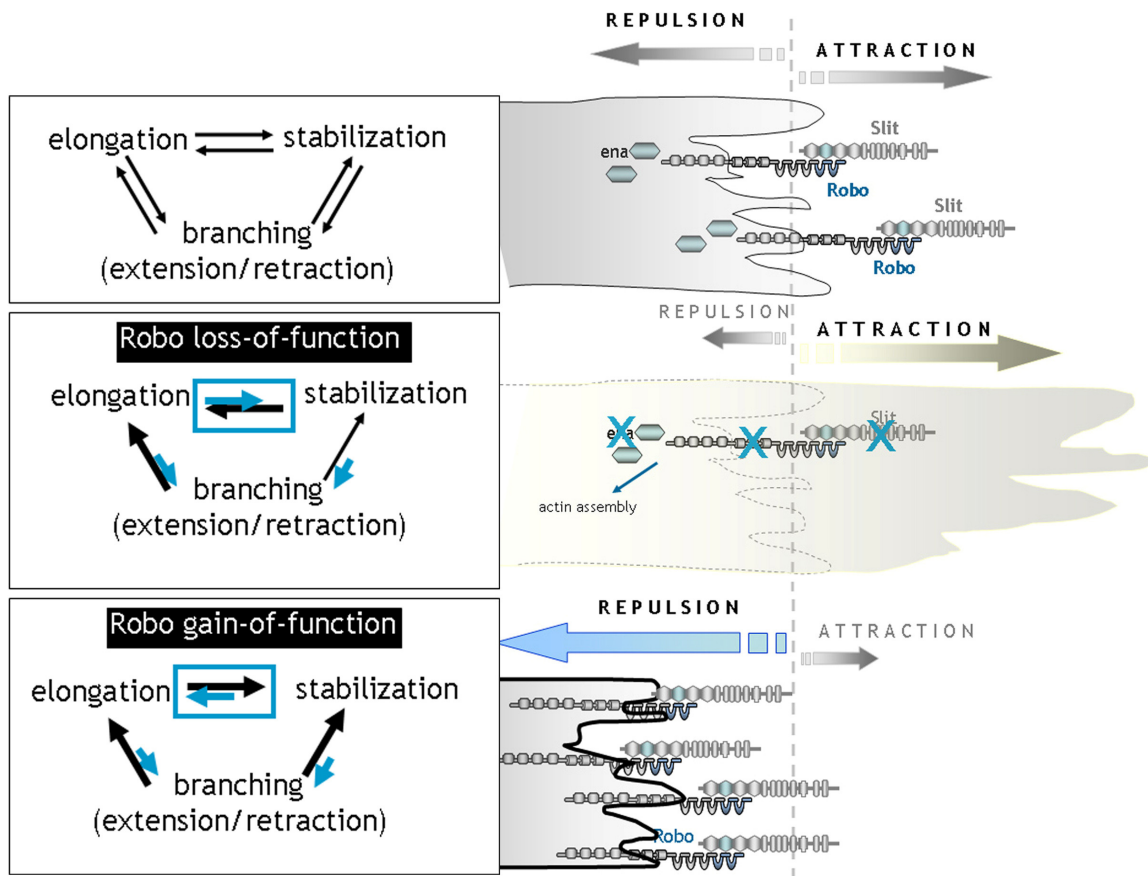 REPULSION
ATTRACTION
elongation
stabilization
branching
(extension/retraction)
ena
Slit
Robo
Slit
Robo
Robo loss-of-function
elongation
stabilization
branching
(extension/retraction)
REPULSION
ATTRACTION
ena
Slit
actin assembly
Robo gain-of-function
elongation
stabilization
branching
(extension/retraction)
REPULSION
ATTRACTION
Robo